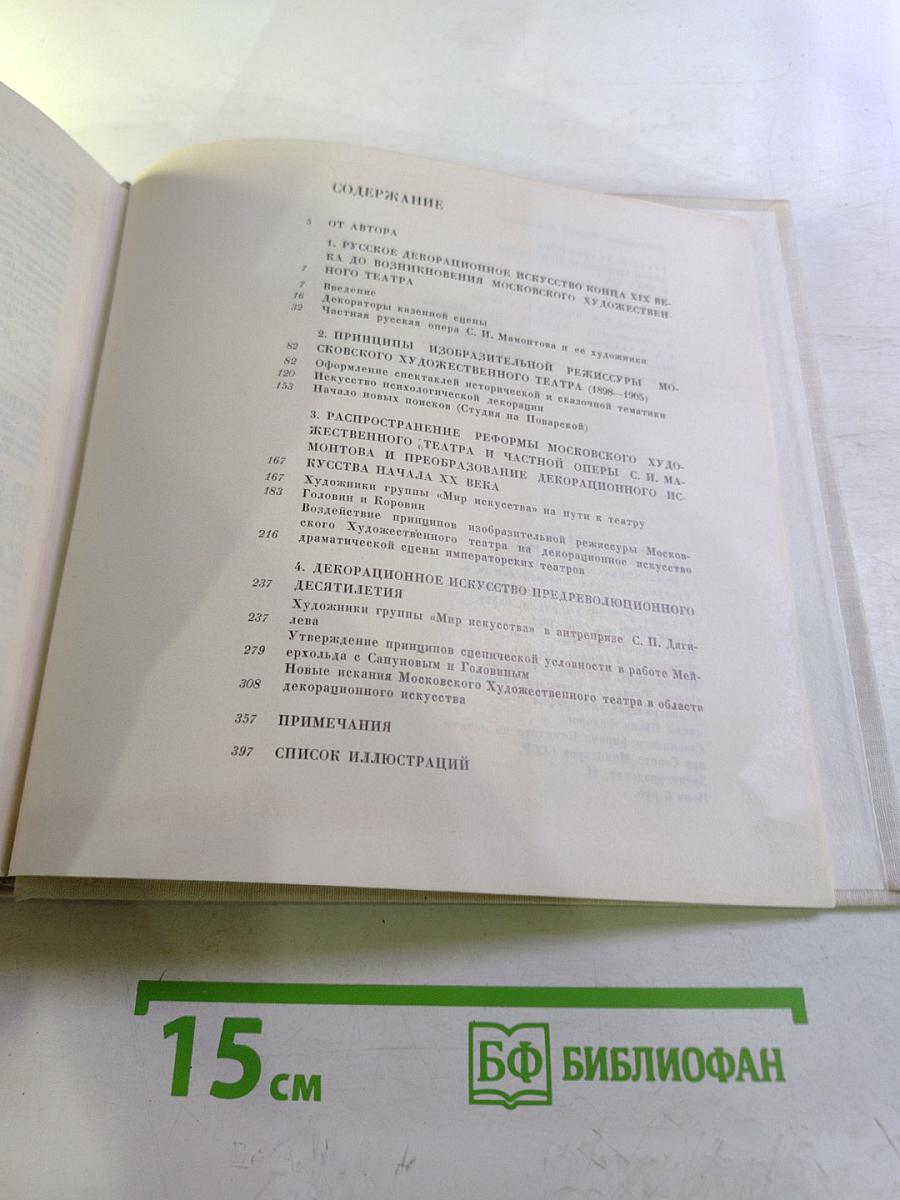 СОДЕРЖАНИЕ
5 ОТ АВТОРА
1. РУССКОЕ ДЕКОРАЦИОННОЕ ИСКУССТВО КОНЦА XIX ВЕ-
КА ДО ВОЗНИКНОВЕНИЯ МОСКОВСКОГО ХУДОЖЕСТВЕН-
7 НОГО ТЕАТРА
7 Введение
16 Декораторы казенной сцены
32 Частная русская опера С. И. Мамонтова и ее художники
2. ПРИНЦИПЫ ИЗОБРАЗИТЕЛЬНОЙ РЕЖИССУРЫ МО-
82 СКОВСКОГО ХУДОЖЕСТВЕННОГО ТЕАТРА (1898—1905)
82 Оформление спектаклей исторической и сказочной тематики
120 Искусство психологической декорации
153 Начало новых поисков (Студия на Поварской)
3. РАСПРОСТРАНЕНИЕ РЕФОРМЫ МОСКОВСКОГО ХУДО-
ЖЕСТВЕННОГО ТЕАТРА И ЧАСТНОЙ ОПЕРЫ С. И. МА-
МОНТОВА И ПРЕОБРАЗОВАНИЕ ДЕКОРАЦИОННОГО ИС-
167 КУССТВА НАЧАЛА XX ВЕКА
167 Художники группы «Мир искусства» на пути к театру
183 Головин и Коровин
Воздействие принципов изобразительной режиссуры Москов-
ского Художественного театра на декорационное искусство
216 драматической сцены императорских театров
4. ДЕКОРАЦИОННОЕ ИСКУССТВО ПРЕДРЕВОЛЮЦИОННОГО
237 ДЕСЯТИЛЕТИЯ
Художники группы «Мир искусства» в антрепризе С. П. Дяги-
237 лева
Утверждение принципов сценической условности в работе Мей-
279 ерхольда с Сапуновым и Головиным
Новые искания Московского Художественного театра в области
308 декорационного искусства
357 ПРИМЕЧАНИЯ
397 СПИСОК ИЛЛЮСТРАЦИЙ
15 см
БФ БИБЛИОФАН